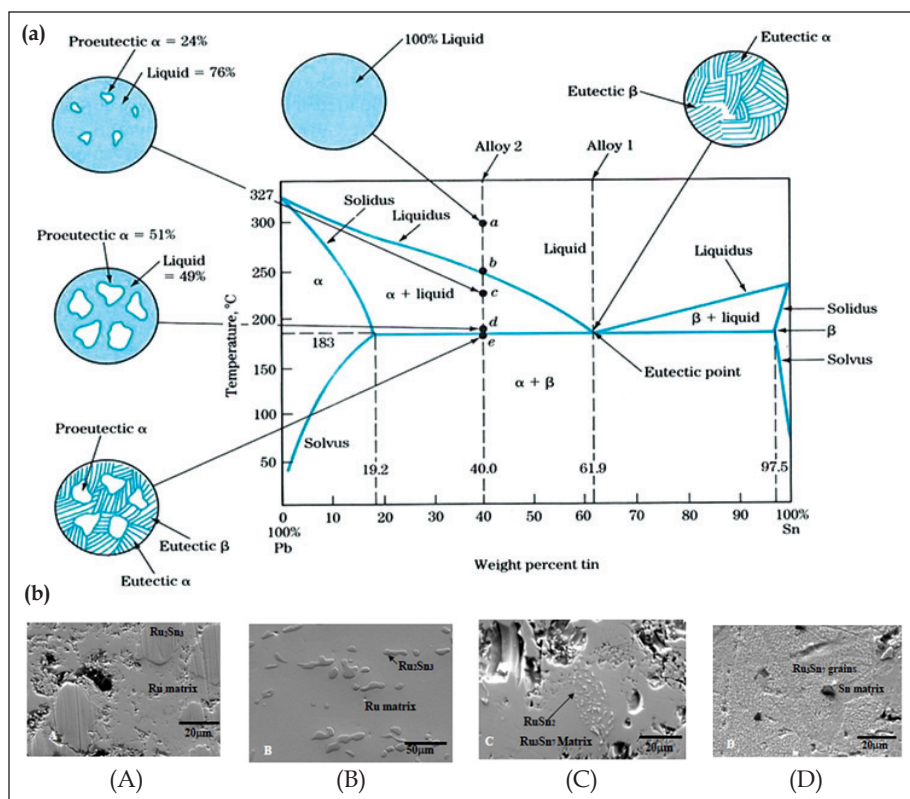 (a)
Proeutectic α = 24%
Liquid = 76%
100% Liquid
Eutectic α
Eutectic β
Alloy 2
Alloy 1
327
300
250
200
183
150
100
50
Temperature, °C
Solidus
Liquidus
a
b
c
d
e
α
α + liquid
Liquid
Liquidus
Solidus
β + liquid
β
Solvus
Eutectic point
α + β
Solvus
19.2
40.0
61.9
97.5
Proeutectic α = 51%
Liquid
= 49%
Proeutectic α
Eutectic β
Eutectic α
0
10
20
30
40
50
60
70
80
90
100
100%
Pb
100%
Sn
Weight percent tin
(b)
Ru₂Sn₃
Ru matrix
20μm
Ru₂Sn₃
Ru matrix
B
50μm
RuSn₂
Ru₃Sn₇ Matrix
C
20μm
Ru₃Sn₇ grains
Sn matrix
D
20μm
(A)
(B)
(C)
(D)